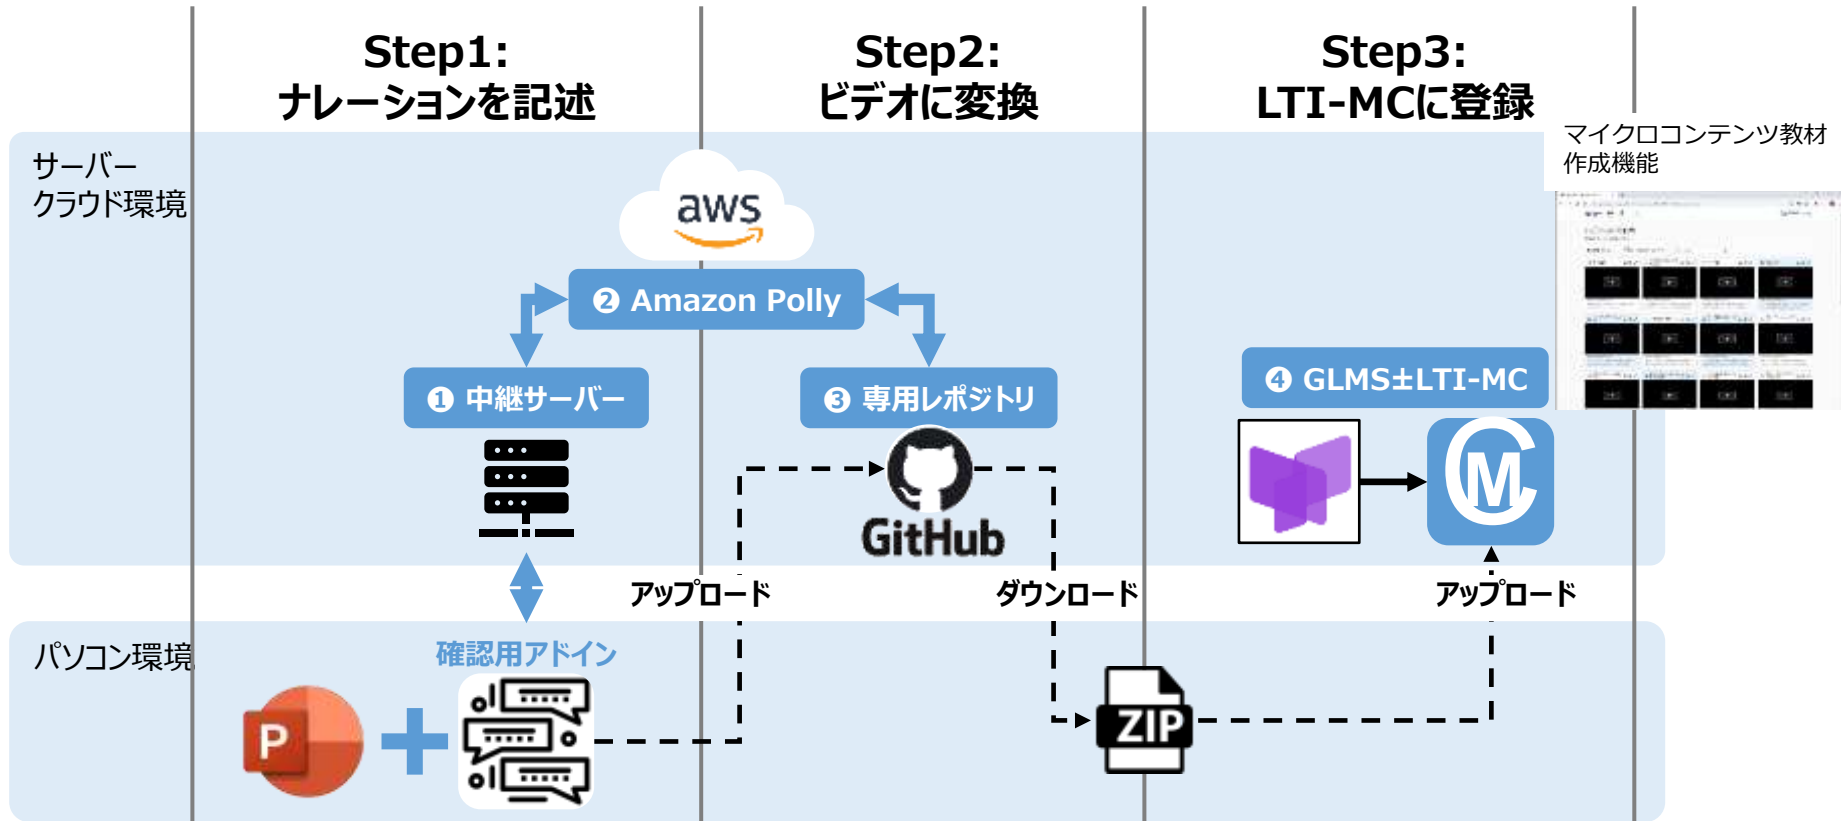 Step1:
ナレーションを記述
Step2:
ビデオに変換
Step3:
LTI-MCに登録
サーバー
クラウド環境
マイクロコンテンツ教材
作成機能
aws
❷ Amazon Polly
❶ 中継サーバー
❸ 専用レポジトリ
❹ GLMS±LTI-MC
GitHub
CM
アップロード
ダウンロード
アップロード
パソコン環境
確認用アドイン
P
ZIP